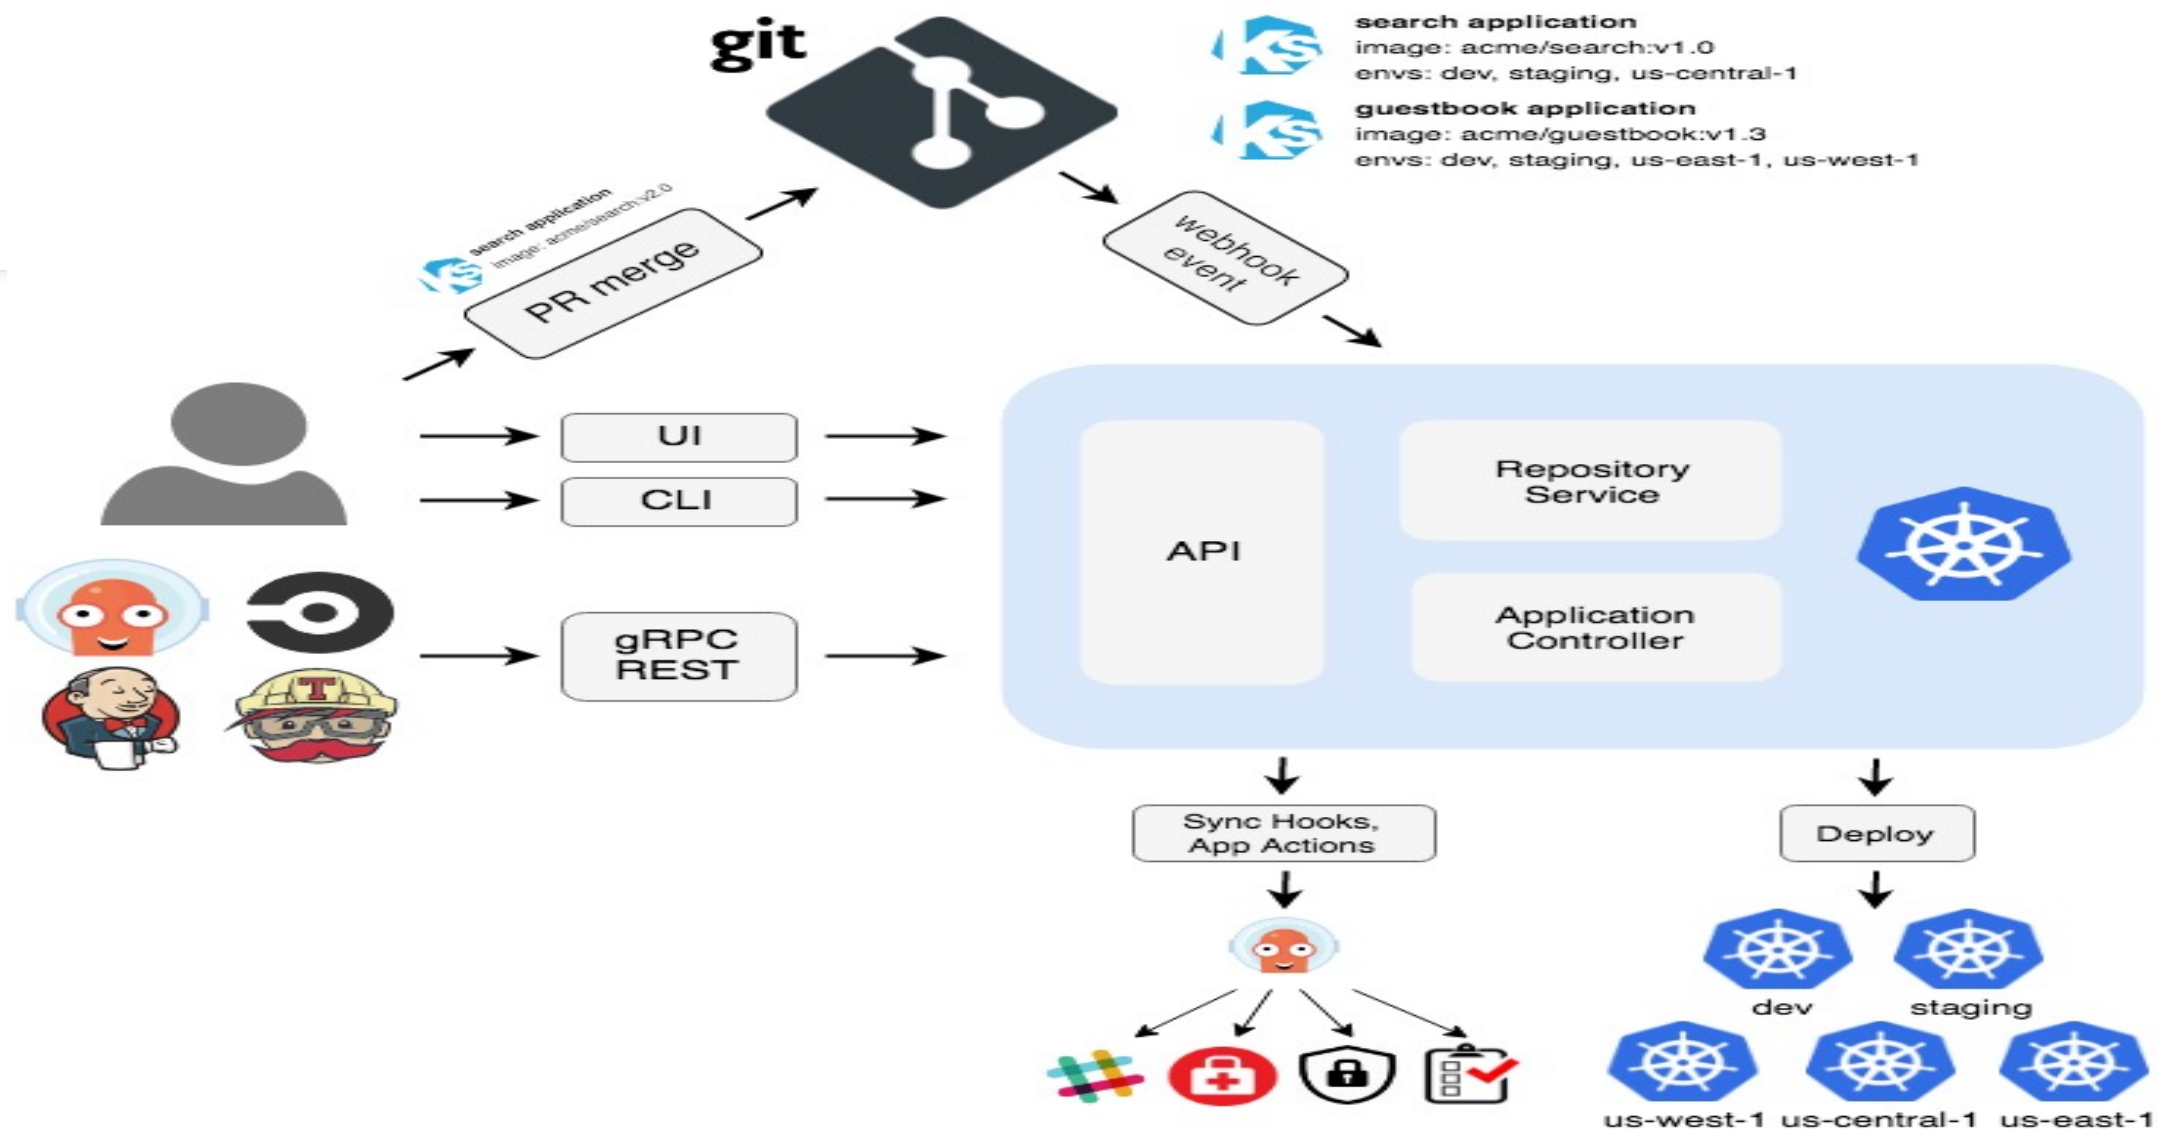 git
search application
image: acme/search:v1.0
envs: dev, staging, us-central-1
guestbook application
image: acme/guestbook:v1.3
envs: dev, staging, us-east-1, us-west-1
Ks
Ks
search application
image: acme/search:v2.0
Ks
PR merge
webhook
event
UI
CLI
gRPC
REST
API
Repository
Service
Application
Controller
T
Sync Hooks,
App Actions
Deploy
dev
staging
us-west-1
us-central-1
us-east-1